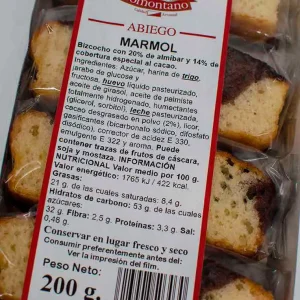 omontano
ABIEGO
MARMOL
Bizcocho con 20% de almibar y 14% de
cobertura especial al cacao.
Ingredientes: Azúcar, harina de trigo,
jarabe de glucosa y
fructosa, huevo líquido pasteurizado,
aceite de girasol, aceite de palmiste
totalmente hidrogenado, humectantes
(glicerol, sorbitol), leche pasteurizada,
cacao desgrasado en polvo (2%), licor,
gasificantes (bicarbonato sódico, difosfato
disódico), corrector de acidez E 330,
emulgente E 322 y aroma. Puede
contener trazas de frutos de cáscara,
soja y mostaza. INFORMACIÓN
NUTRICIONAL Valor medio por 100 g.
Valor energético: 1765 kJ / 422 kcal.
Grasas:
21 g. de las cuales saturadas: 8,4 g.
Hidratos de carbono: 53 g. de las cuales
azúcares:
32 g. Fibra: 2,5 g. Proteínas: 3,3 g. Sal:
0,48 g.
Conservar en lugar fresco y seco
Consumir preferentemente antes del:
Ver la impresión del film.
Peso Neto:
200 g.